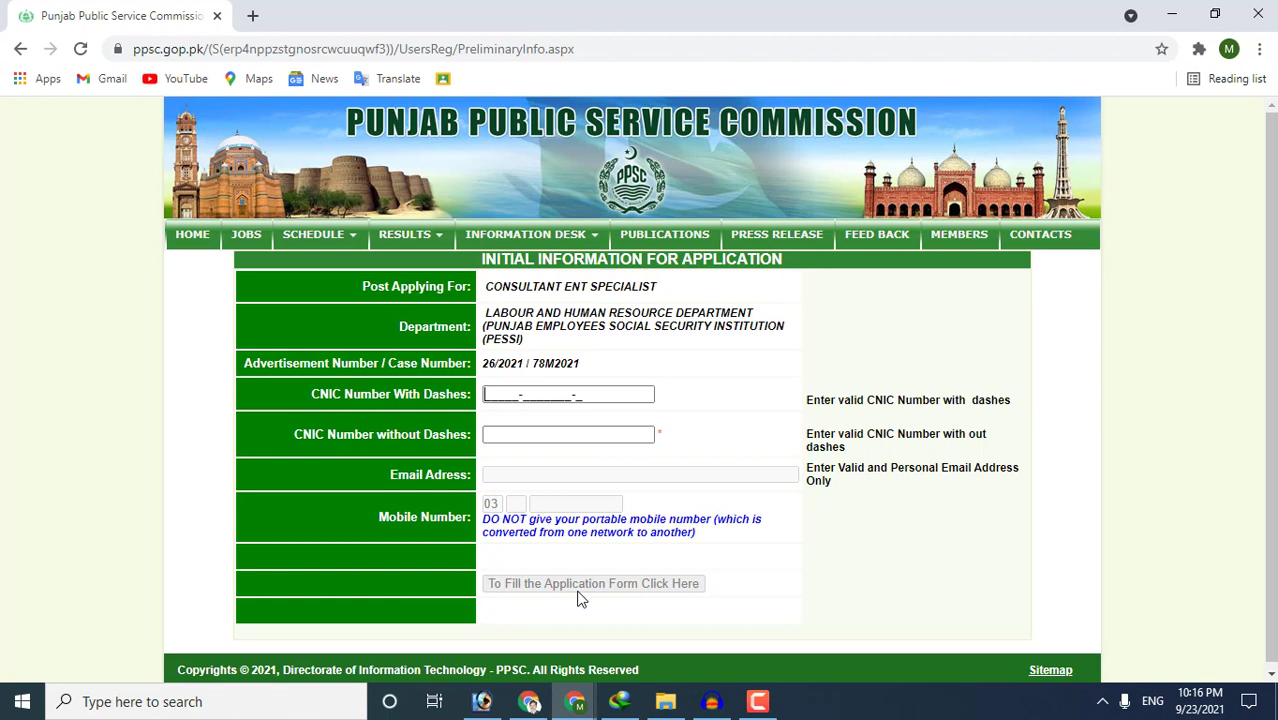 Punjab Public Service Commissio
ppsc.gop.pk/(S(erp4nppzstgnosrcwcuuqwf3))/UsersReg/PreliminaryInfo.aspx
M
Apps Gmail YouTube Maps News Translate Reading list
PUNJAB PUBLIC SERVICE COMMISSION
PPSC
HOME JOBS SCHEDULE RESULTS INFORMATION DESK PUBLICATIONS PRESS RELEASE FEED BACK MEMBERS CONTACTS
INITIAL INFORMATION FOR APPLICATION
Post Applying For: CONSULTANT ENT SPECIALIST
Department: LABOUR AND HUMAN RESOURCE DEPARTMENT
(PUNJAB EMPLOYEES SOCIAL SECURITY INSTITUTION
(PESSI)
Advertisement Number / Case Number: 26/2021 / 78M2021
CNIC Number With Dashes: _____-_______-_ Enter valid CNIC Number with dashes
CNIC Number without Dashes: * Enter valid CNIC Number with out
dashes
Email Adress: Enter Valid and Personal Email Address
Only
Mobile Number: 03
DO NOT give your portable mobile number (which is
converted from one network to another)
To Fill the Application Form Click Here
Copyrights © 2021, Directorate of Information Technology - PPSC. All Rights Reserved Sitemap
Type here to search
ENG
10:16 PM
9/23/2021